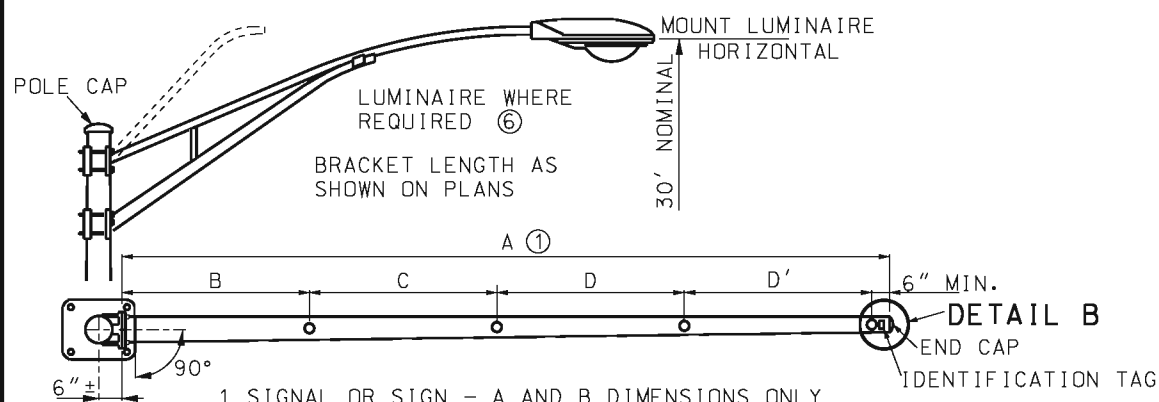 MOUNT LUMINAIRE
HORIZONTAL
POLE CAP
LUMINAIRE WHERE
REQUIRED ⑥
30' NOMINAL
BRACKET LENGTH AS
SHOWN ON PLANS
A ①
B
C
D
D'
6" MIN.
DETAIL B
END CAP
90°
IDENTIFICATION TAG
6"±
1 SIGNAL OR SIGN - A AND B DIMENSIONS ONLY